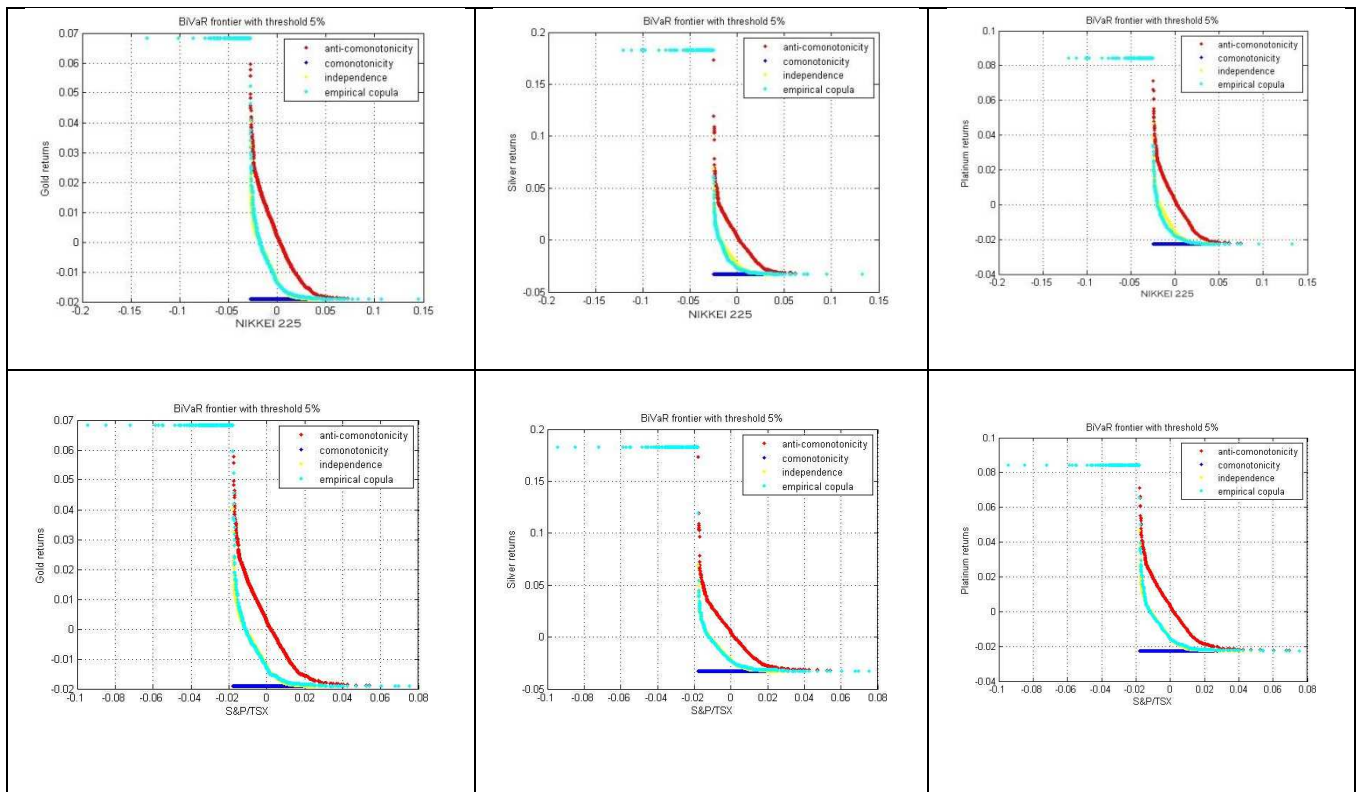 BiVaR frontier with threshold 5%
0.07
0.06
0.05
0.04
0.03
0.02
0.01
0
-0.01
-0.02
Gold returns
anti-comonotonicity
comonotonicity
independence
empirical copula
-0.2 -0.15 -0.1 -0.05 0 0.05 0.1 0.15
NIKKEI 225
BiVaR frontier with threshold 5%
0.2
0.15
0.1
0.05
0
-0.05
Silver returns
anti-comonotonicity
comonotonicity
independence
empirical copula
-0.2 -0.15 -0.1 -0.05 0 0.05 0.1 0.15
NIKKEI 225
BiVaR frontier with threshold 5%
0.1
0.08
0.06
0.04
0.02
0
-0.02
-0.04
Platinum returns
anti-comonotonicity
comonotonicity
independence
empirical copula
-0.2 -0.15 -0.1 -0.05 0 0.05 0.1 0.15
NIKKEI 225
BiVaR frontier with threshold 5%
0.07
0.06
0.05
0.04
0.03
0.02
0.01
0
-0.01
-0.02
Gold returns
anti-comonotonicity
comonotonicity
independence
empirical copula
-0.1 -0.08 -0.06 -0.04 -0.02 0 0.02 0.04 0.06 0.08
S&P/TSX
BiVaR frontier with threshold 5%
0.2
0.15
0.1
0.05
0
-0.05
Silver returns
anti-comonotonicity
comonotonicity
independence
empirical copula
-0.1 -0.08 -0.06 -0.04 -0.02 0 0.02 0.04 0.06 0.08
S&P/TSX
BiVaR frontier with threshold 5%
0.1
0.08
0.06
0.04
0.02
0
-0.02
-0.04
Platinum returns
anti-comonotonicity
comonotonicity
independence
empirical copula
-0.1 -0.08 -0.06 -0.04 -0.02 0 0.02 0.04 0.06 0.08
S&P/TSX